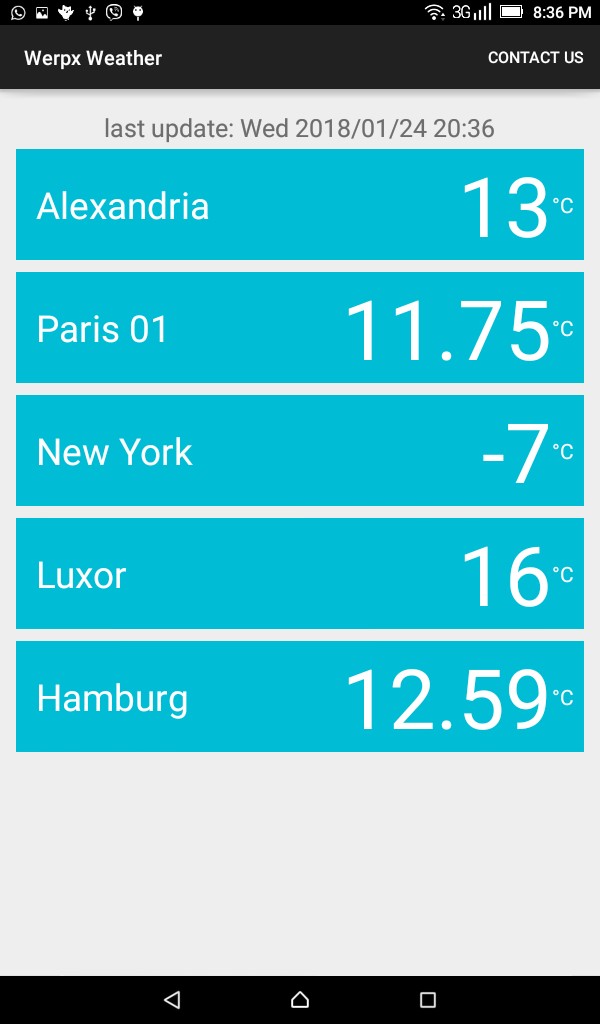 3G 8:36 PM
Werpx Weather CONTACT US
last update: Wed 2018/01/24 20:36
Alexandria 13 °C
Paris 01 11.75 °C
New York -7 °C
Luxor 16 °C
Hamburg 12.59 °C